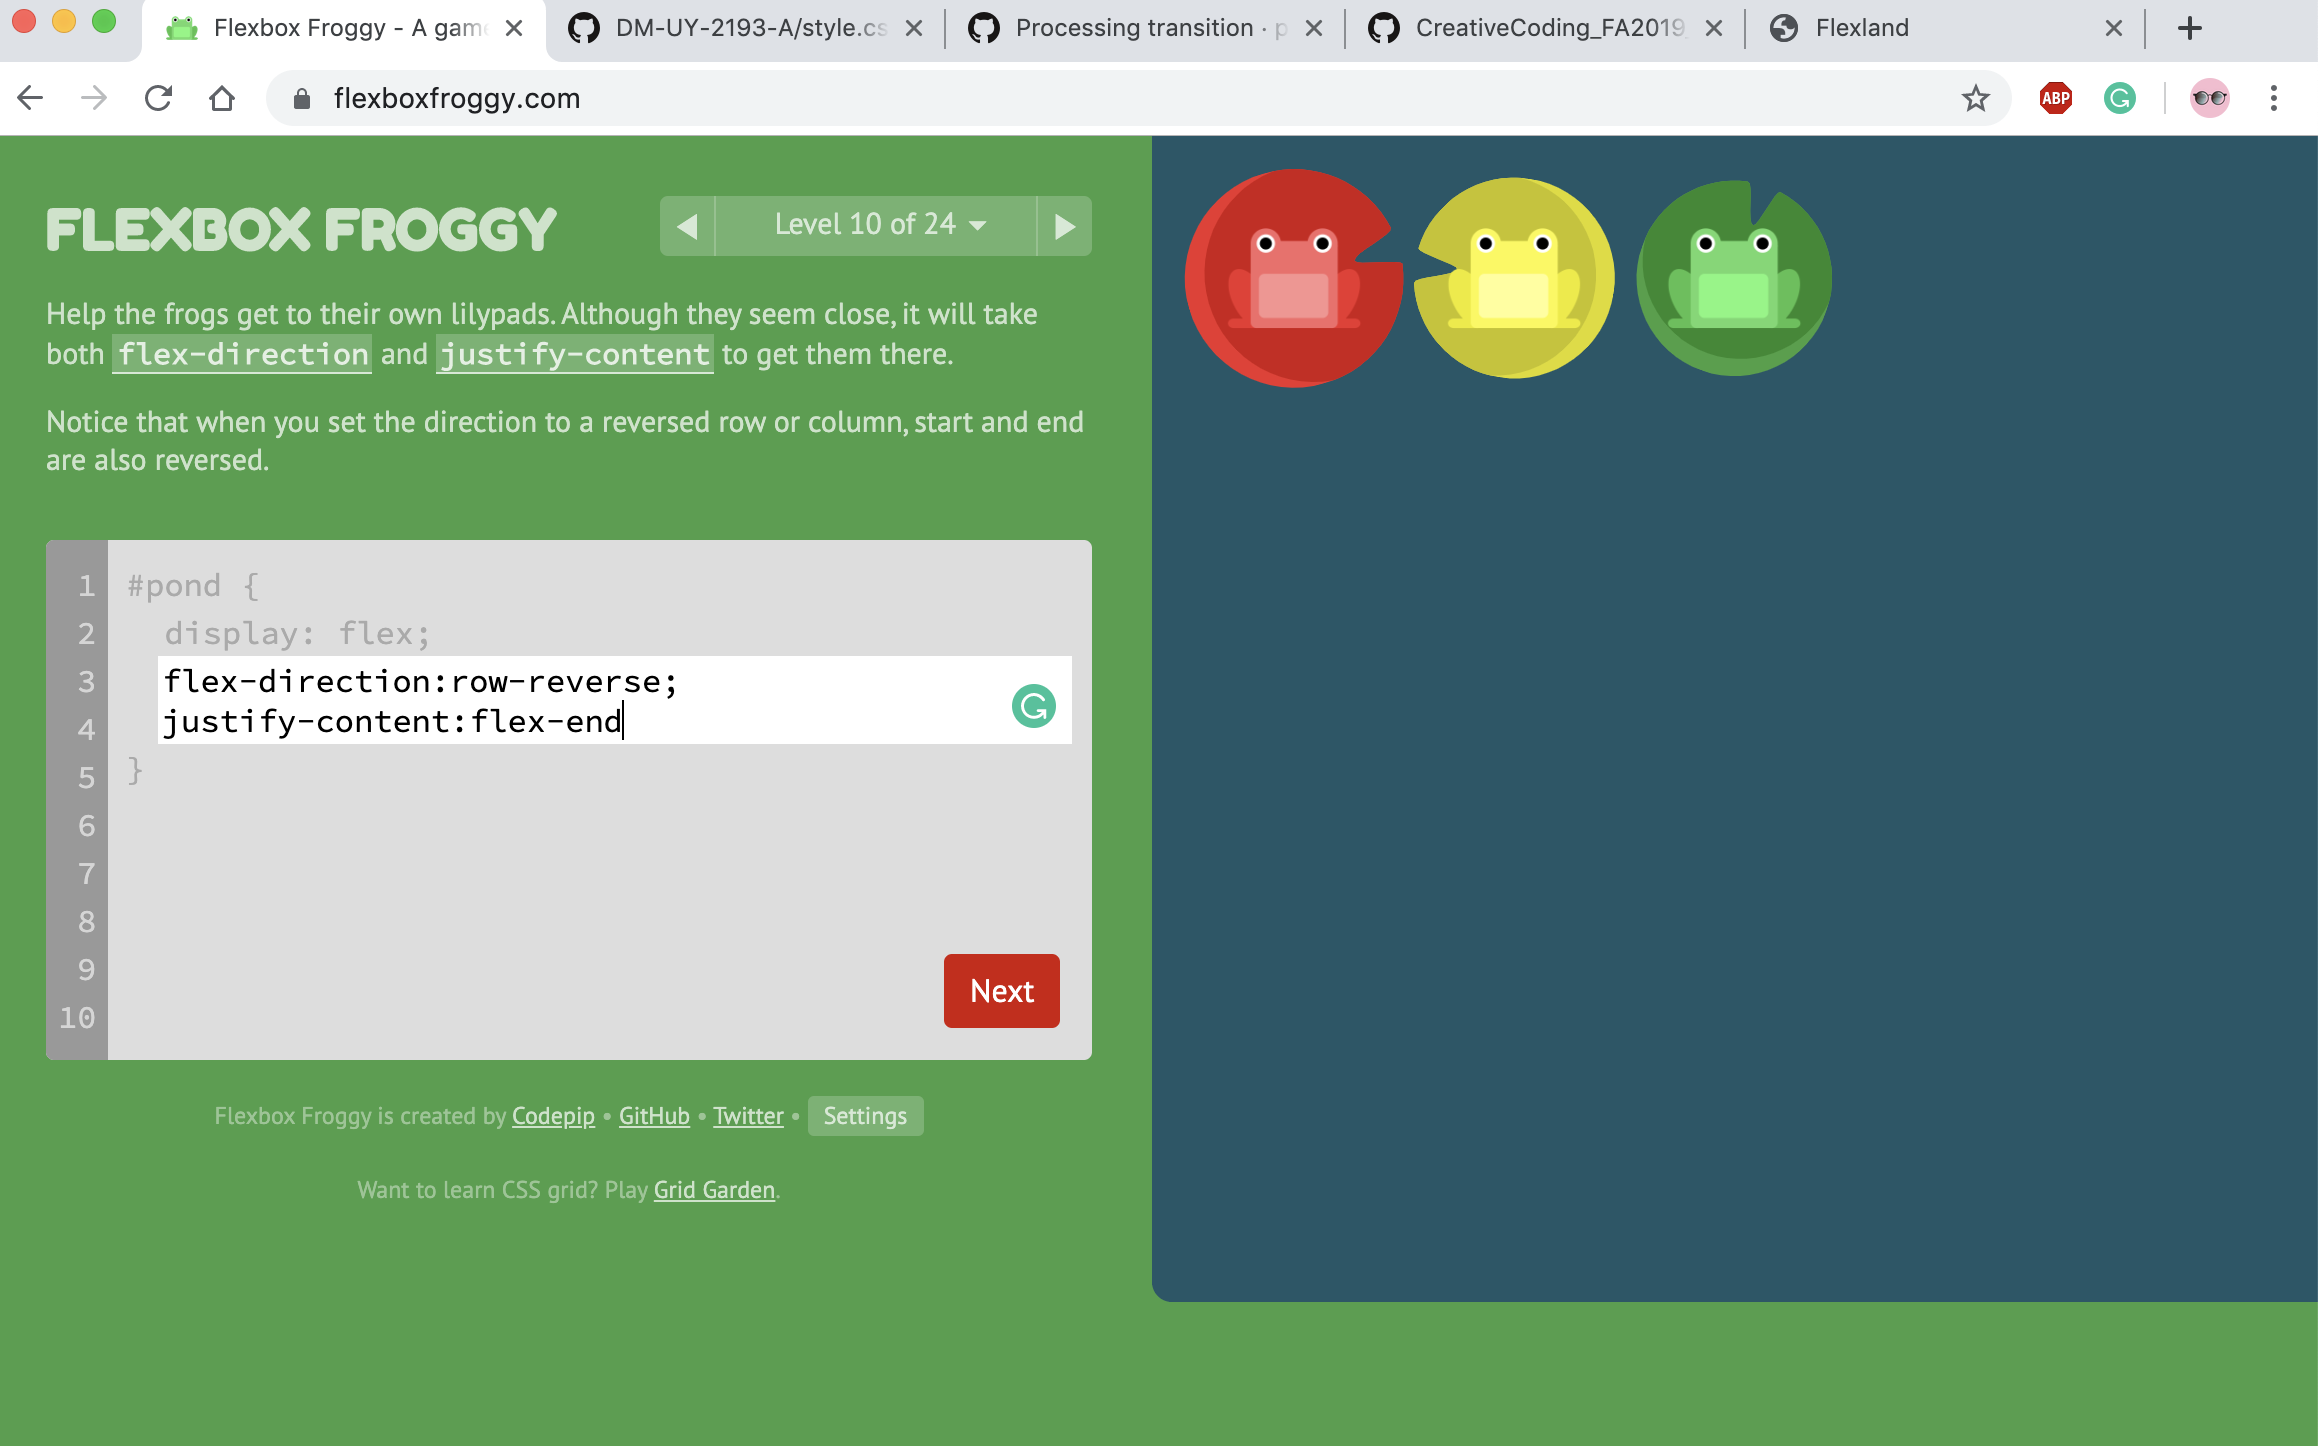 Flexbox Froggy - A game
DM-UY-2193-A/style.cs
Processing transition · p
CreativeCoding_FA2019
Flexland
flexboxfroggy.com
ABP
FLEXBOX FROGGY
Level 10 of 24
Help the frogs get to their own lilypads. Although they seem close, it will take
both flex-direction and justify-content to get them there.
Notice that when you set the direction to a reversed row or column, start and end
are also reversed.
1 #pond {
2 display: flex;
3 flex-direction:row-reverse;
4 justify-content:flex-end
5 }
6
7
8
9
10
Next
Flexbox Froggy is created by Codepip • GitHub • Twitter • Settings
Want to learn CSS grid? Play Grid Garden.